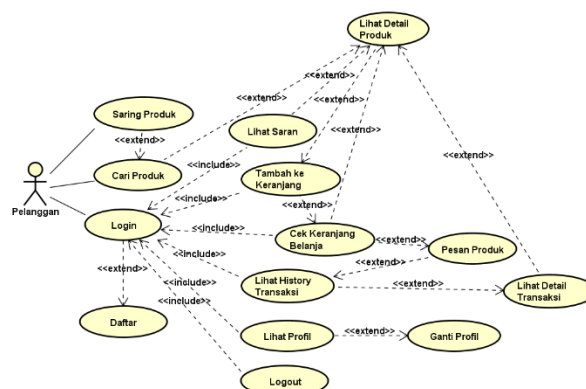 Lihat Detail
Produk
<<extend>>
<<extend>>
<<extend>>
<<extend>>
Saring Produk
<<extend>>
Lihat Saran
<<extend>>
<<include>>
Cari Produk
Tambah ke
Keranjang
<<include>>
Pelanggan
Login
<<extend>>
<<include>>
Cek Keranjang
Belanja
<<extend>>
Pesan Produk
<<extend>>
<<extend>>
<<include>>
<<include>>
Lihat History
Transaksi
<<extend>>
Lihat Detail
Transaksi
<<include>>
Daftar
Lihat Profil
<<extend>>
Ganti Profil
Logout